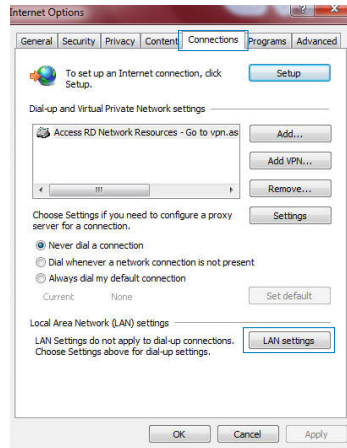 Internet Options
General Security Privacy Content Connections Programs Advanced
To set up an Internet connection, click
Setup.
Setup
Dial-up and Virtual Private Network settings
Access RD Network Resources - Go to vpn.as
Add...
Add VPN...
Remove...
Choose Settings if you need to configure a proxy
server for a connection.
Settings
Never dial a connection
Dial whenever a network connection is not present
Always dial my default connection
Current None
Set default
Local Area Network (LAN) settings
LAN Settings do not apply to dial-up connections.
Choose Settings above for dial-up settings.
LAN settings
OK Cancel Apply